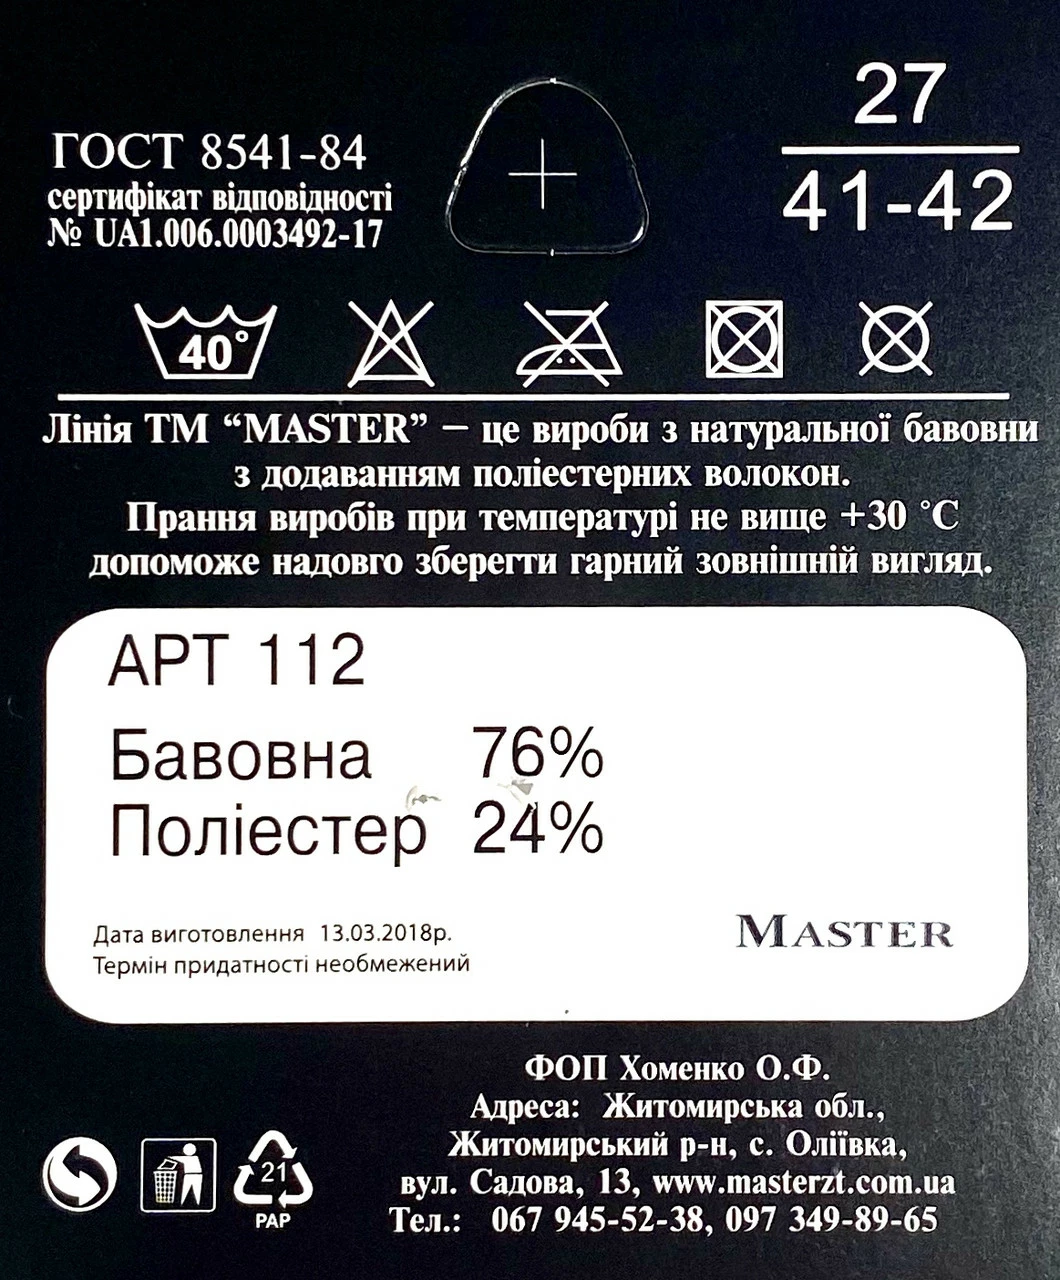 27
41-42
ГОСТ 8541-84
сертифікат відповідності
№ UA1.006.0003492-17
40°
Лінія ТМ “MASTER” – це вироби з натуральної бавовни
з додаванням поліестерних волокон.
Прання виробів при температурі не вище +30 °С
допоможе надовго зберегти гарний зовнішній вигляд.
АРТ 112
Бавовна 76%
Поліестер 24%
Дата виготовлення 13.03.2018р.
Термін придатності необмежений
MASTER
ФОП Хоменко О.Ф.
Адреса: Житомирська обл.,
Житомирський р-н, с. Оліївка,
вул. Садова, 13, www.masterzt.com.ua
Тел.: 067 945-52-38, 097 349-89-65
21
PAP